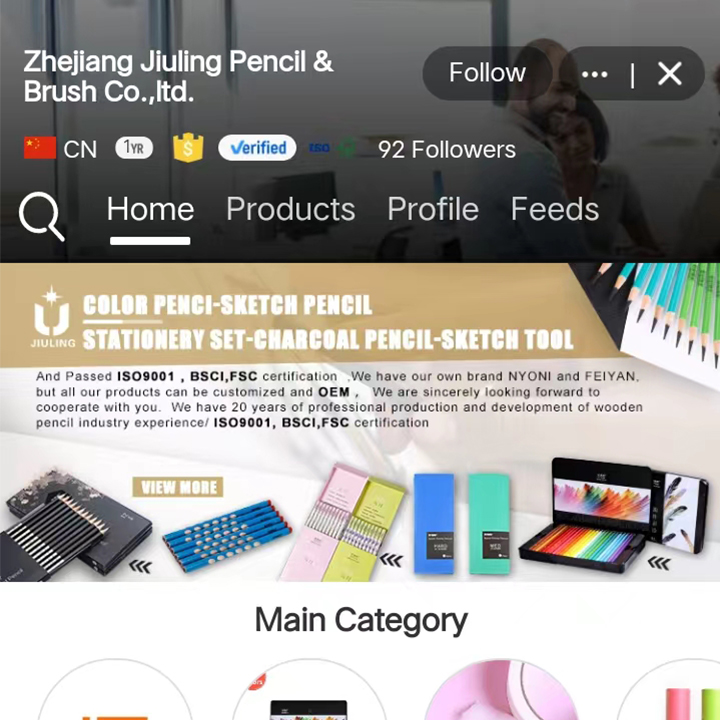 Zhejiang Jiuling Pencil &
Brush Co.,ltd.
Follow
CN
1YR
$
Verified
ISO
92 Followers
Home Products Profile Feeds
COLOR PENCI-SKETCH PENCIL
STATIONERY SET-CHARCOAL PENCIL-SKETCH TOOL
JIULING
And Passed ISO9001 , BSCI,FSC certification .We have our own brand NYONI and FEIYAN,
but all our products can be customized and OEM , We are sincerely looking forward to
cooperate with you. We have 20 years of professional production and development of wooden
pencil industry experience/ ISO9001, BSCI,FSC certification
VIEW MORE
Main Category